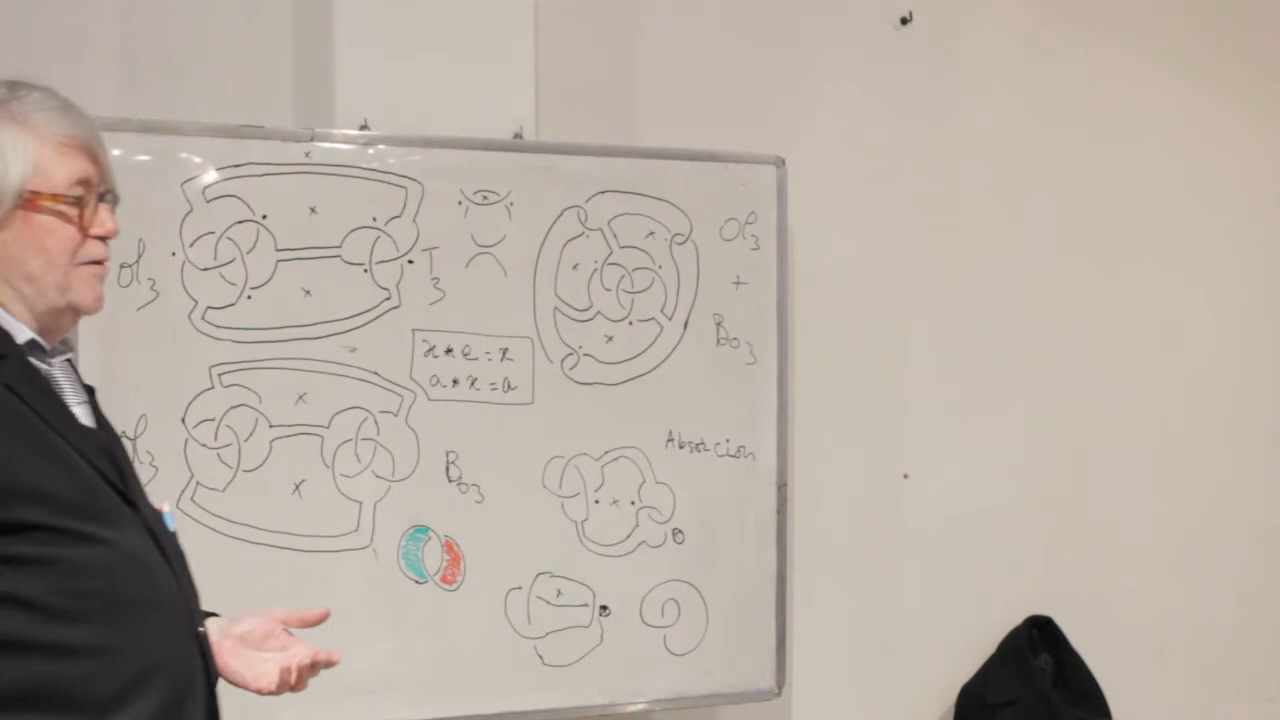 Ol3
T3
Ol3
+
Bo3
x * e = x
a * x = a
Ol3
Bo3
Absorcion